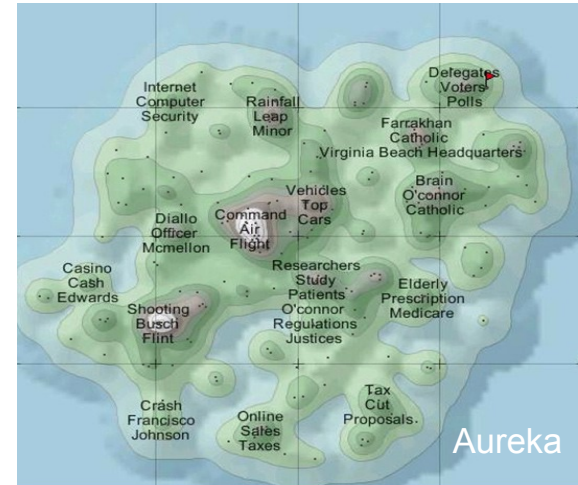 Delegates
Voters
Polls
Internet
Computer
Security
Rainfall
Leap
Minor
Farrakhan
Catholic
Virginia Beach Headquarters
Brain
O'connor
Catholic
Vehicles
Top
Cars
Command
Air
Flight
Diallo
Officer
Mcmellon
Casino
Cash
Edwards
Researchers
Study
Patients
O'connor
Regulations
Justices
Elderly
Prescription
Medicare
Shooting
Busch
Flint
Crash
Francisco
Johnson
Online
Sales
Taxes
Tax
Cut
Proposals
Aureka